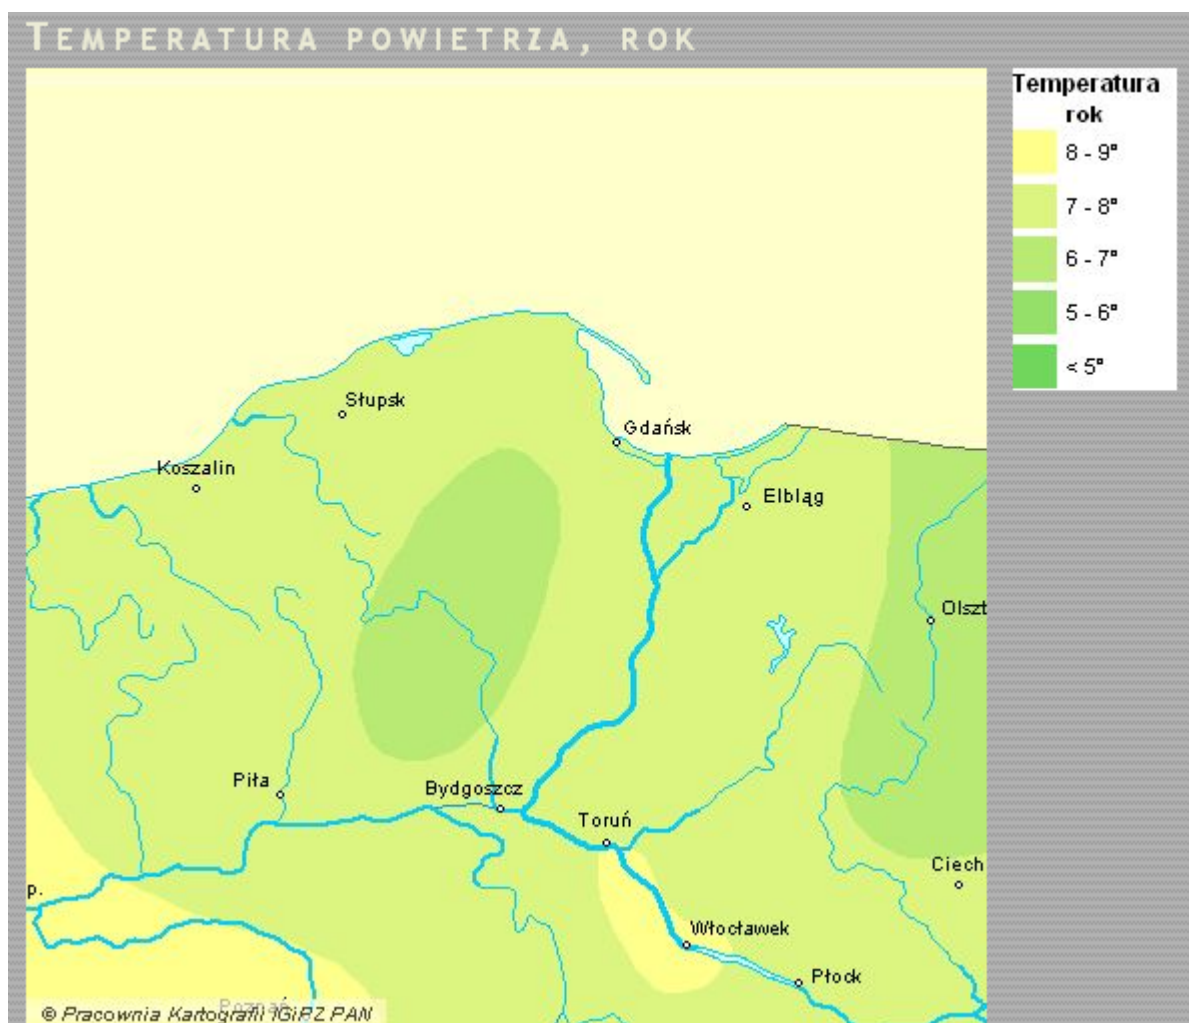 TEMPERATURA POWIETRZA, ROK
Temperatura
rok
8 - 9°
7 - 8°
6 - 7°
5 - 6°
< 5°
Słupsk
Gdańsk
Koszalin
Elbląg
Olszt
Piła
Bydgoszcz
Toruń
Ciech
p.
Włocławek
Płock
Poznań
© Pracownia Kartografii IGiPZ PAN